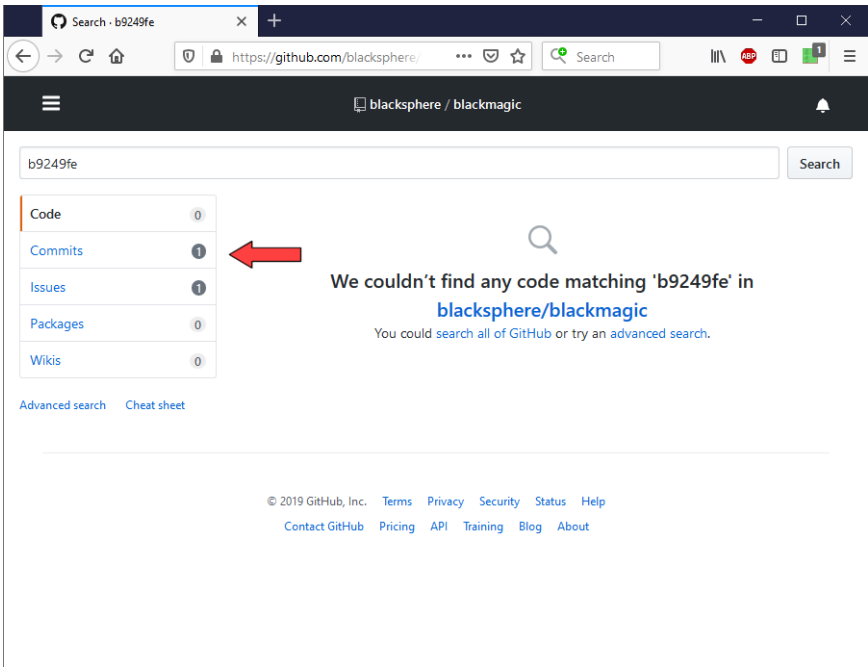 Search · b9249fe
https://github.com/blacksphere/
Search
ABP
1
blacksphere / blackmagic
b9249fe
Search
Code 0
Commits 1
Issues 1
Packages 0
Wikis 0
Advanced search Cheat sheet
We couldn’t find any code matching 'b9249fe' in
blacksphere/blackmagic
You could search all of GitHub or try an advanced search.
© 2019 GitHub, Inc. Terms Privacy Security Status Help
Contact GitHub Pricing API Training Blog About